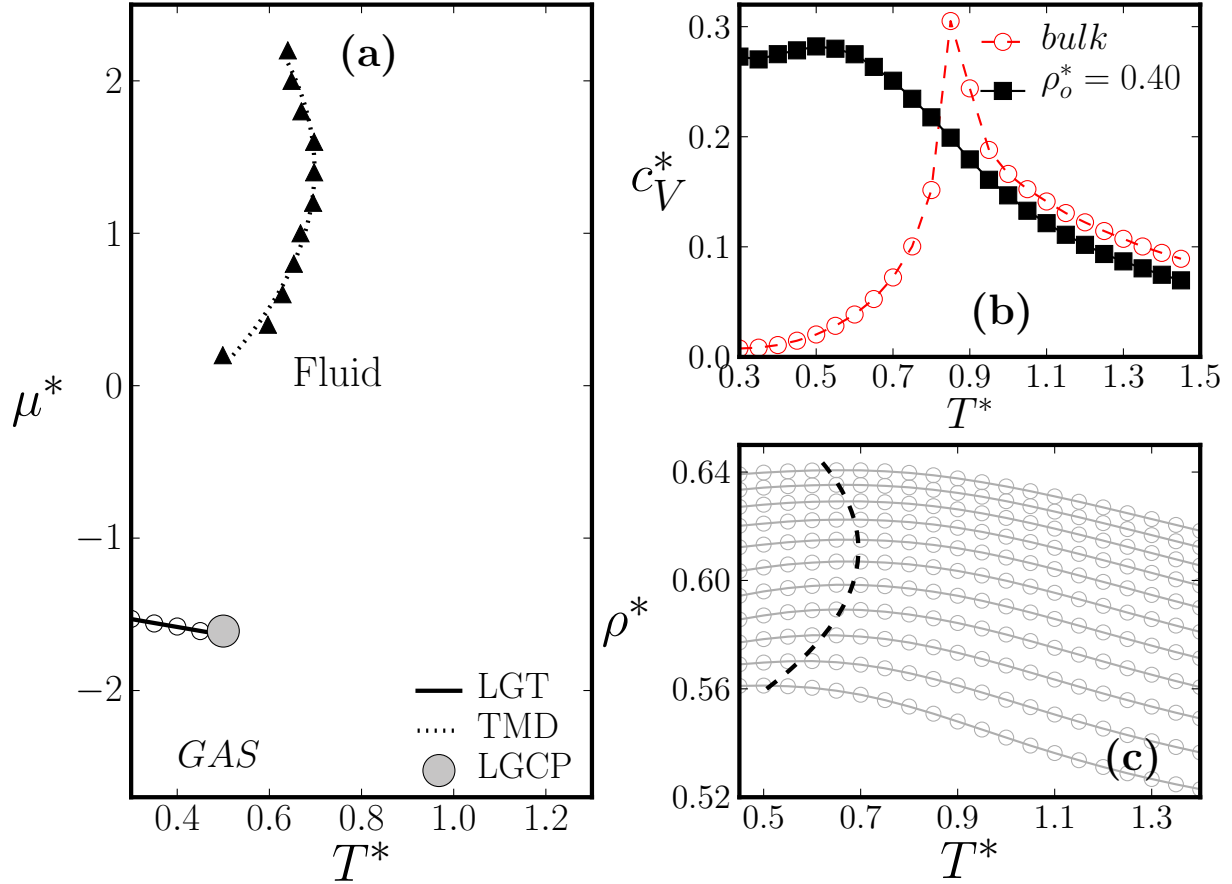 (a)
2
1
0
−1
−2
μ*
Fluid
GAS
LGT
TMD
LGCP
0.4 0.6 0.8 1.0 1.2
T*
0.3
0.2
0.1
0.0
c*V
bulk
ρ*o = 0.40
(b)
0.3 0.5 0.7 0.9 1.1 1.3 1.5
T*
0.64
0.60
0.56
0.52
ρ*
(c)
0.5 0.7 0.9 1.1 1.3
T*